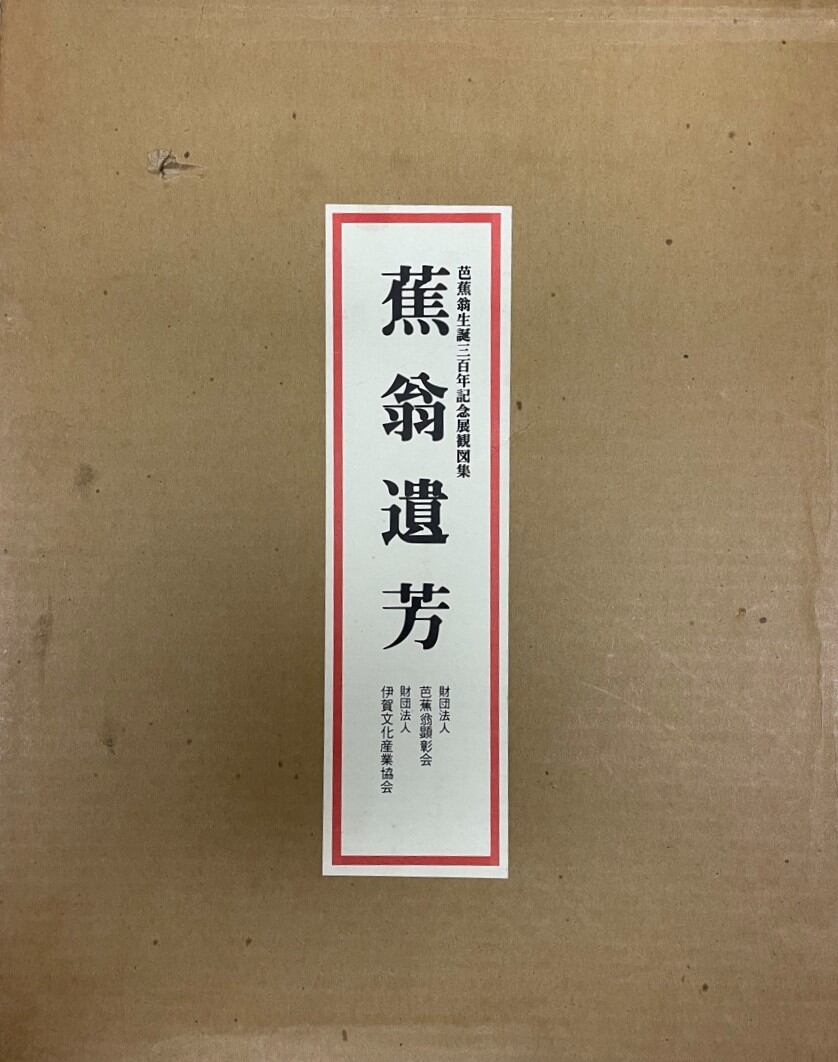 芭蕉翁生誕三百年記念展観図集
蕉翁遺芳
財団法人
芭蕉翁顕彰会
財団法人
伊賀文化産業協会